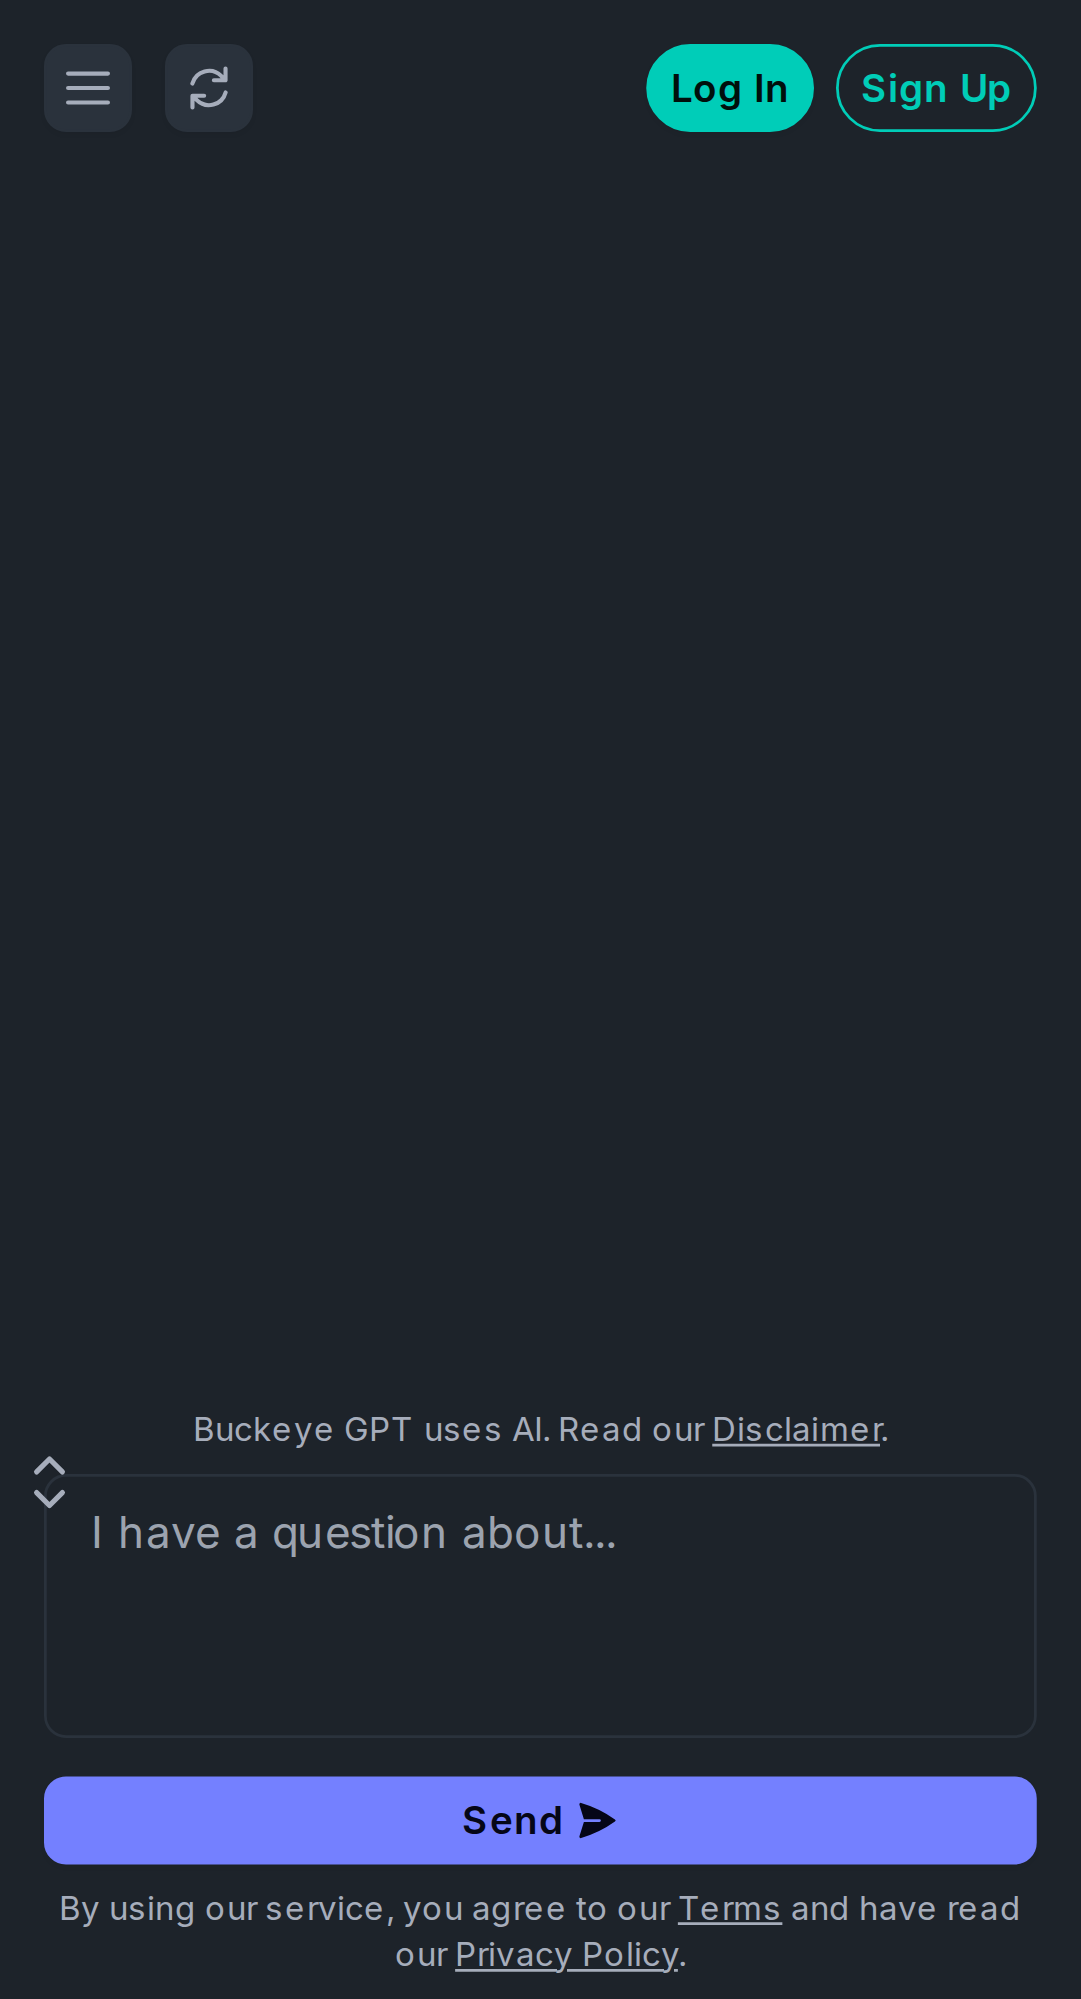 Log In
Sign Up
Buckeye GPT uses AI. Read our Disclaimer.
I have a question about...
Send
By using our service, you agree to our Terms and have read
our Privacy Policy.